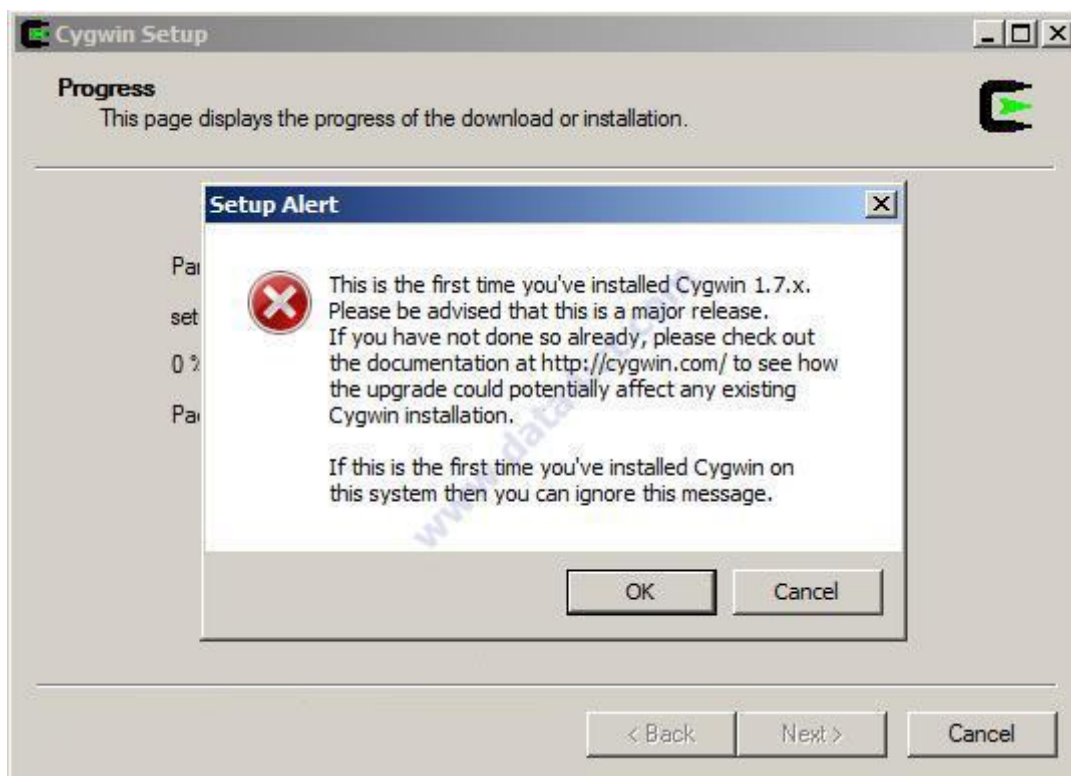 Cygwin Setup
Progress
This page displays the progress of the download or installation.
Setup Alert
This is the first time you've installed Cygwin 1.7.x.
Please be advised that this is a major release.
If you have not done so already, please check out
the documentation at http://cygwin.com/ to see how
the upgrade could potentially affect any existing
Cygwin installation.
If this is the first time you've installed Cygwin on
this system then you can ignore this message.
OK
Cancel
0 %
< Back
Next >
Cancel